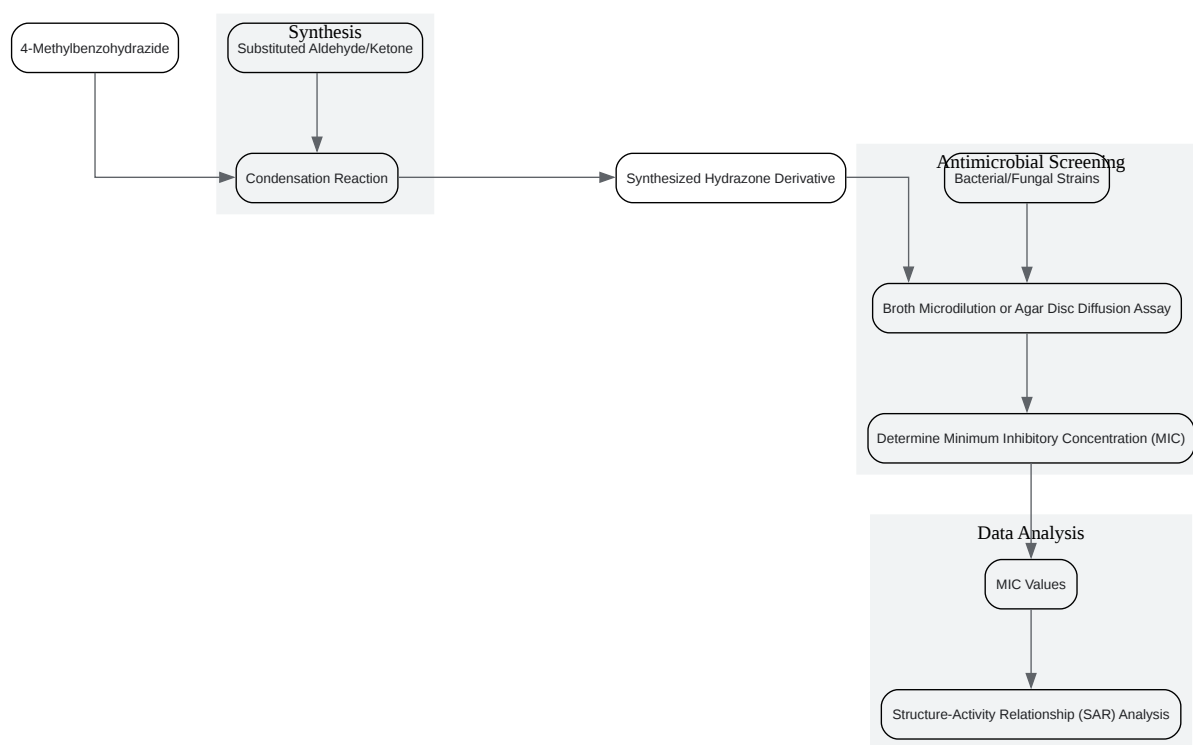 Synthesis
4-Methylbenzohydrazide
Substituted Aldehyde/Ketone
Condensation Reaction
Synthesized Hydrazone Derivative
Antimicrobial Screening
Bacterial/Fungal Strains
Broth Microdilution or Agar Disc Diffusion Assay
Determine Minimum Inhibitory Concentration (MIC)
Data Analysis
MIC Values
Structure-Activity Relationship (SAR) Analysis